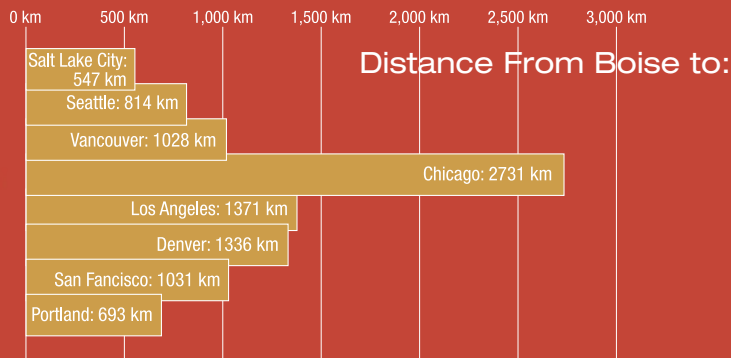 0 km 500 km 1,000 km 1,500 km 2,000 km 2,500 km 3,000 km
Distance From Boise to:
Salt Lake City:
547 km
Seattle: 814 km
Vancouver: 1028 km
Chicago: 2731 km
Los Angeles: 1371 km
Denver: 1336 km
San Fancisco: 1031 km
Portland: 693 km